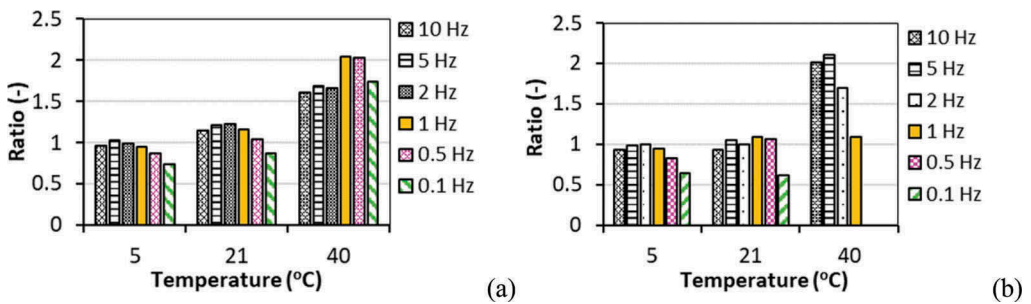 2.5
2
1.5
1
0.5
0
Ratio (-)
5 21 40
Temperature (°C)
10 Hz
5 Hz
2 Hz
1 Hz
0.5 Hz
0.1 Hz
(a)
2.5
2
1.5
1
0.5
0
Ratio (-)
5 21 40
Temperature (°C)
10 Hz
5 Hz
2 Hz
1 Hz
0.5 Hz
0.1 Hz
(b)